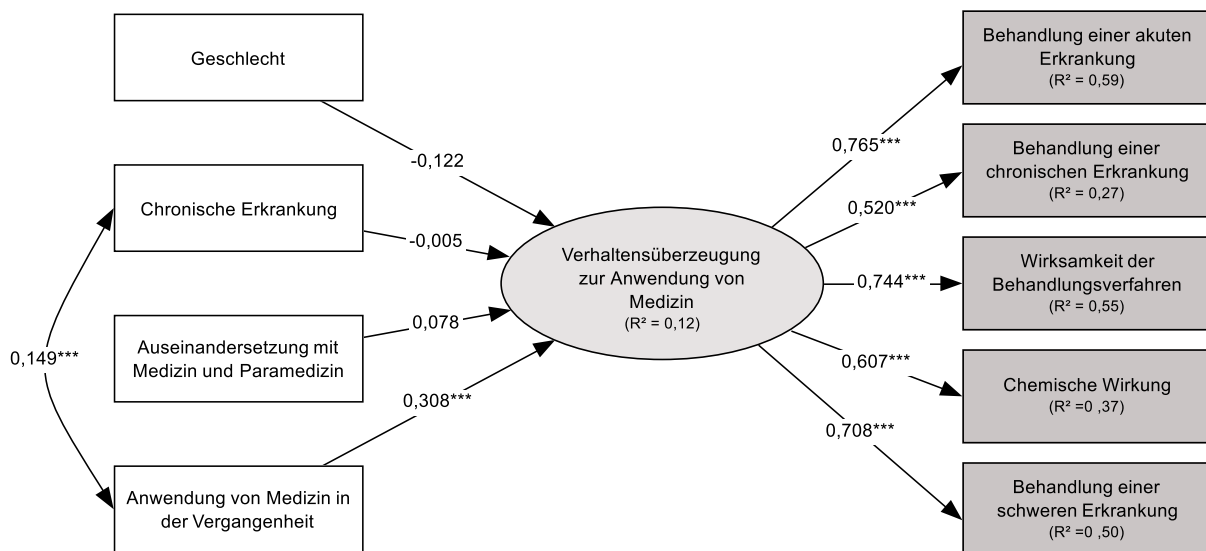 Geschlecht
Chronische Erkrankung
Auseinandersetzung mit
Medizin und Paramedizin
Anwendung von Medizin in
der Vergangenheit
0,149***
-0,122
-0,005
0,078
0,308***
Verhaltensüberzeugung
zur Anwendung von
Medizin
(R² = 0,12)
0,765***
0,520***
0,744***
0,607***
0,708***
Behandlung einer akuten
Erkrankung
(R² = 0,59)
Behandlung einer
chronischen Erkrankung
(R² = 0,27)
Wirksamkeit der
Behandlungsverfahren
(R² = 0,55)
Chemische Wirkung
(R² =0 ,37)
Behandlung einer
schweren Erkrankung
(R² =0 ,50)